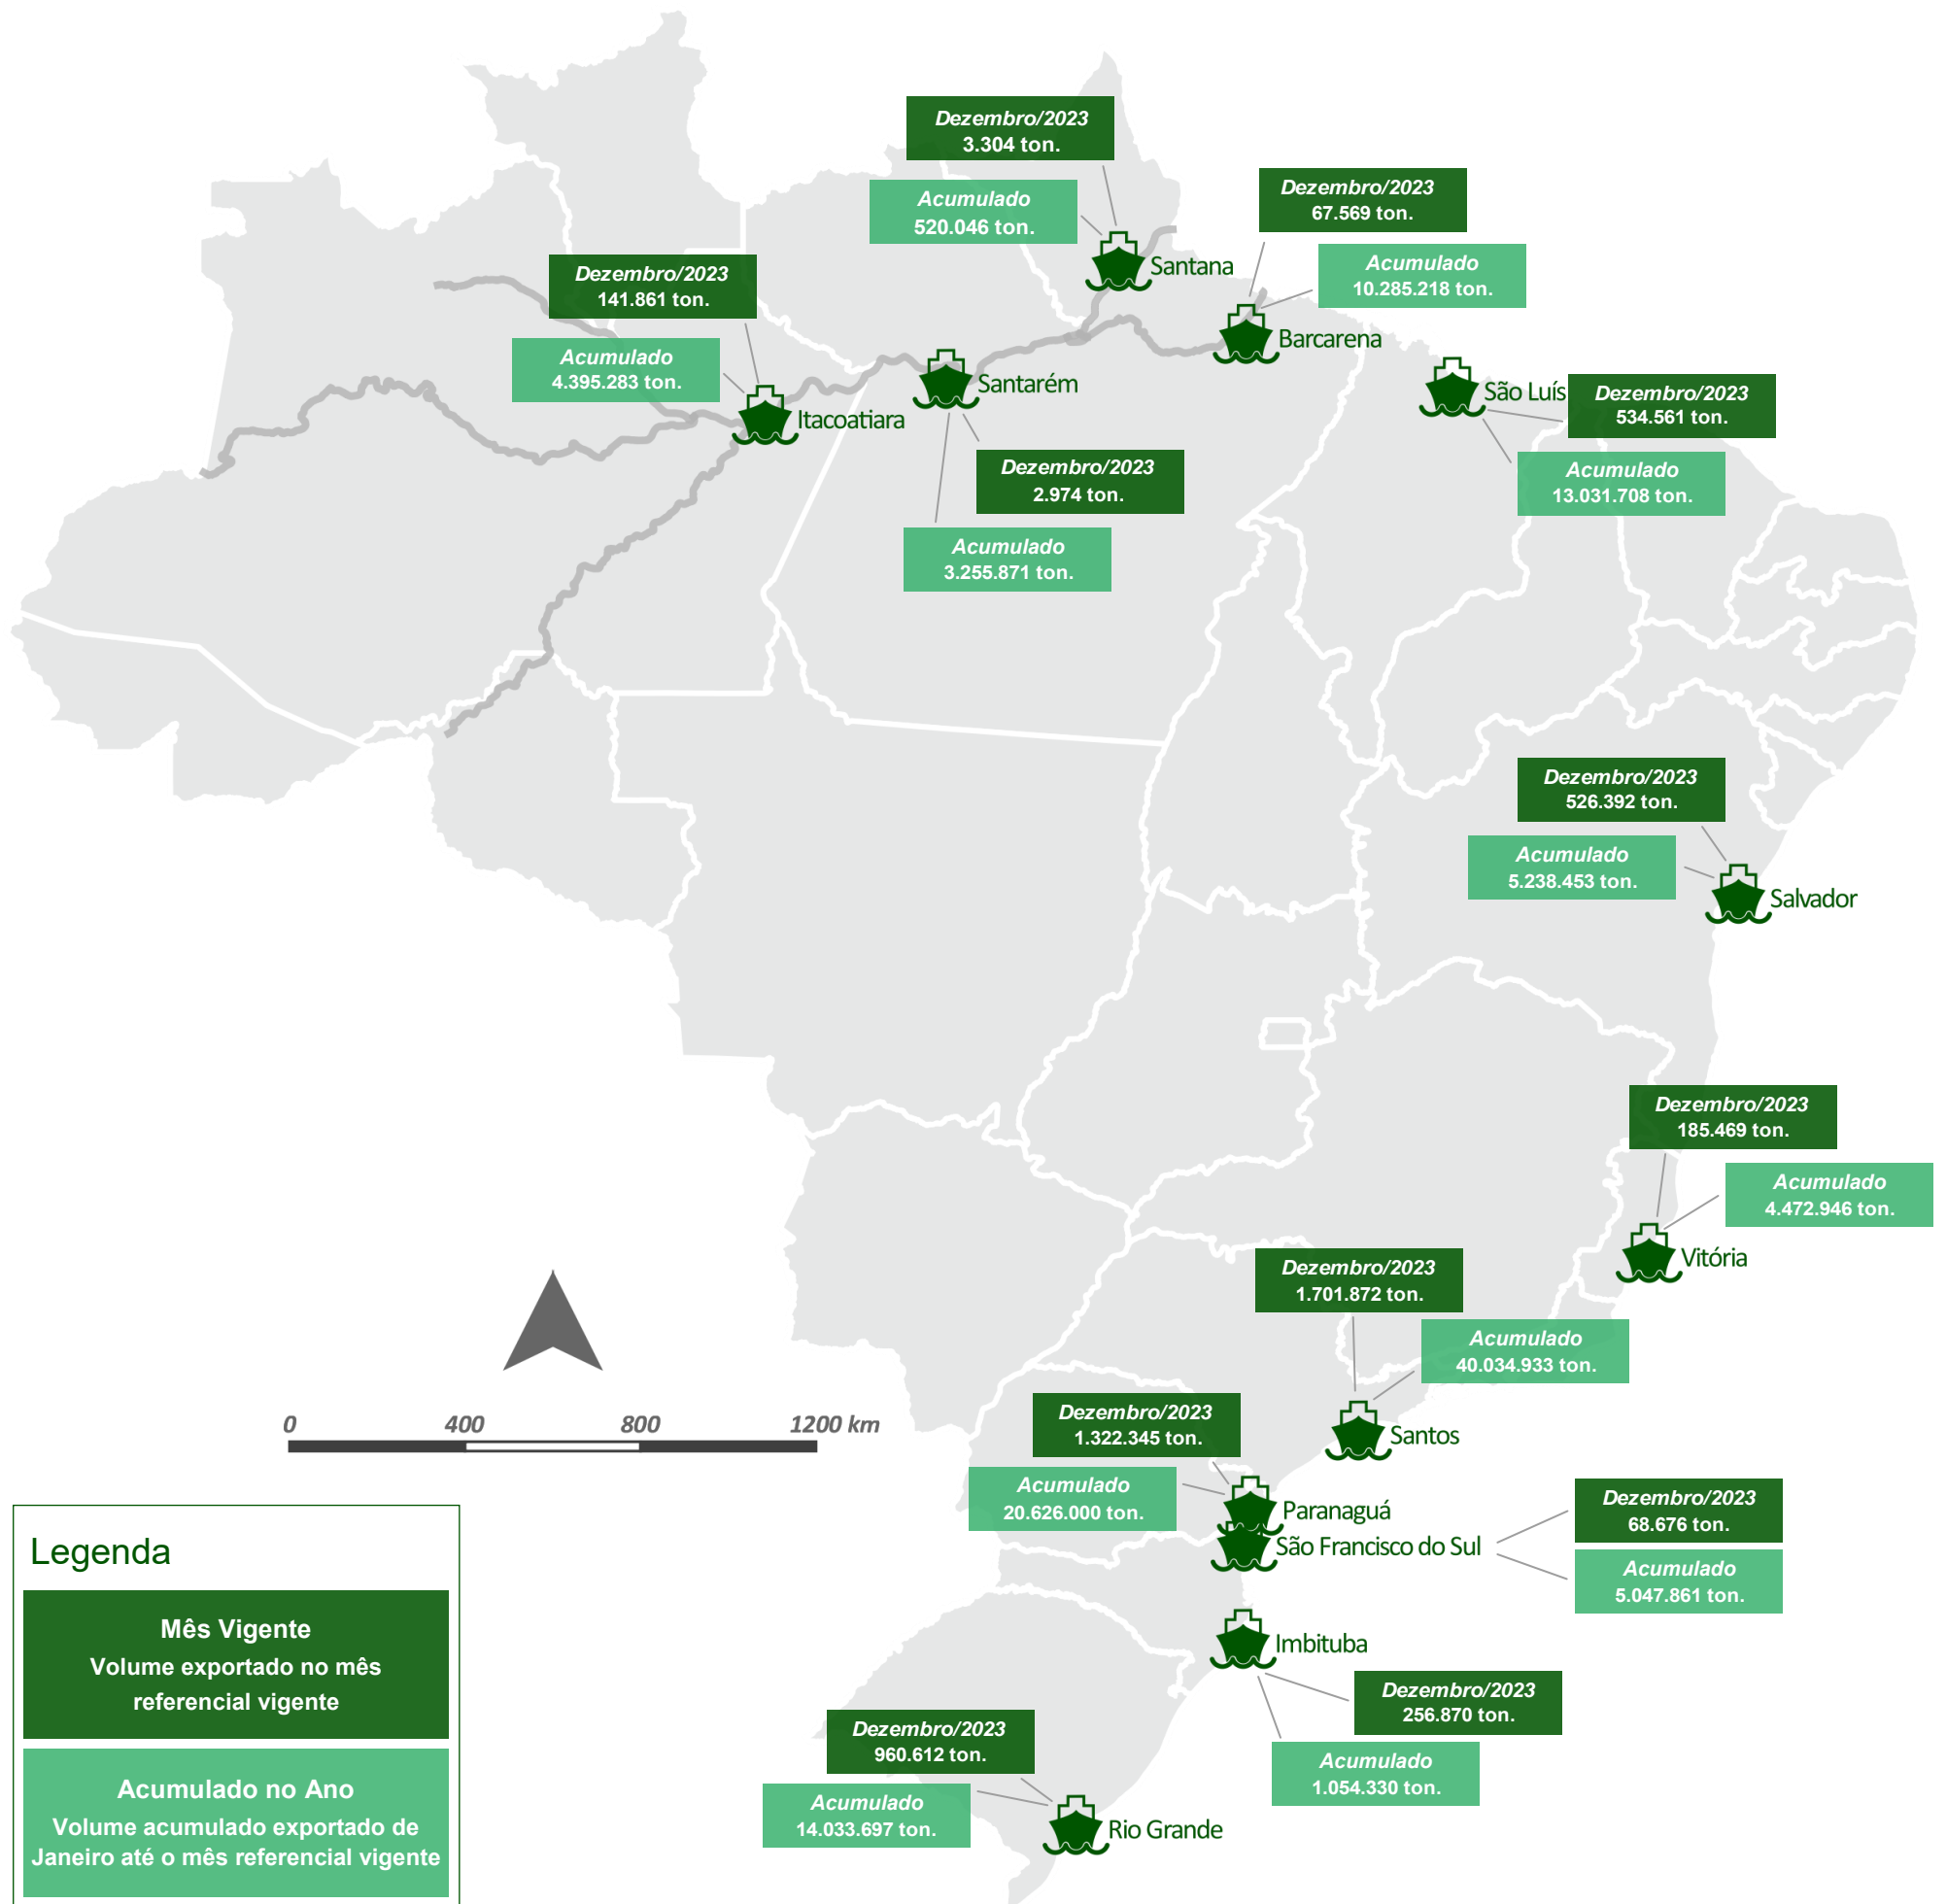 Dezembro/2023
3.304 ton.
Acumulado
520.046 ton.
Santana
Dezembro/2023
67.569 ton.
Acumulado
10.285.218 ton.
Barcarena
Dezembro/2023
141.861 ton.
Acumulado
4.395.283 ton.
Itacoatiara
Santarém
Dezembro/2023
2.974 ton.
Acumulado
3.255.871 ton.
São Luís
Dezembro/2023
534.561 ton.
Acumulado
13.031.708 ton.
Dezembro/2023
526.392 ton.
Acumulado
5.238.453 ton.
Salvador
Dezembro/2023
185.469 ton.
Acumulado
4.472.946 ton.
Vitória
Dezembro/2023
1.701.872 ton.
Acumulado
40.034.933 ton.
Santos
Dezembro/2023
1.322.345 ton.
Acumulado
20.626.000 ton.
Paranaguá
São Francisco do Sul
Dezembro/2023
68.676 ton.
Acumulado
5.047.861 ton.
Imbituba
Dezembro/2023
256.870 ton.
Acumulado
1.054.330 ton.
Dezembro/2023
960.612 ton.
Acumulado
14.033.697 ton.
Rio Grande
0 400 800 1200 km
Legenda
Mês Vigente
Volume exportado no mês
referencial vigente
Acumulado no Ano
Volume acumulado exportado de
Janeiro até o mês referencial vigente